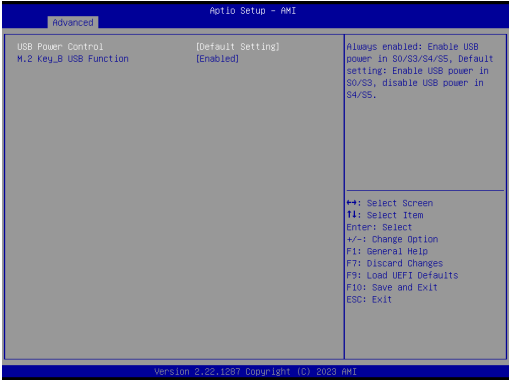 Aptio Setup – AMI
Advanced
USB Power Control [Default Setting]
M.2 Key_B USB Function [Enabled]
Always enabled: Enable USB
power in S0/S3/S4/S5, Default
setting: Enable USB power in
S0/S3, disable USB power in
S4/S5.
↔: Select Screen
↑↓: Select Item
Enter: Select
+/-: Change Option
F1: General Help
F7: Discard Changes
F9: Load UEFI Defaults
F10: Save and Exit
ESC: Exit
Version 2.22.1287 Copyright (C) 2023 AMI